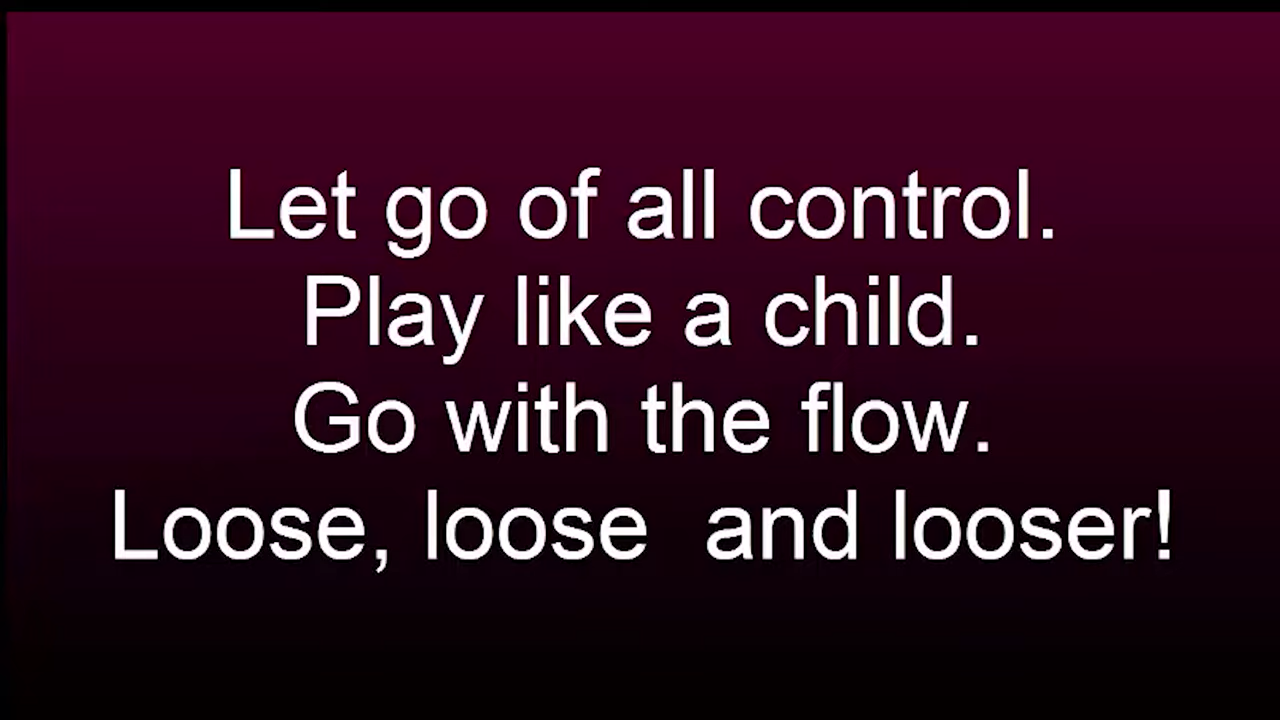 Let go of all control.
Play like a child.
Go with the flow.
Loose, loose  and looser!